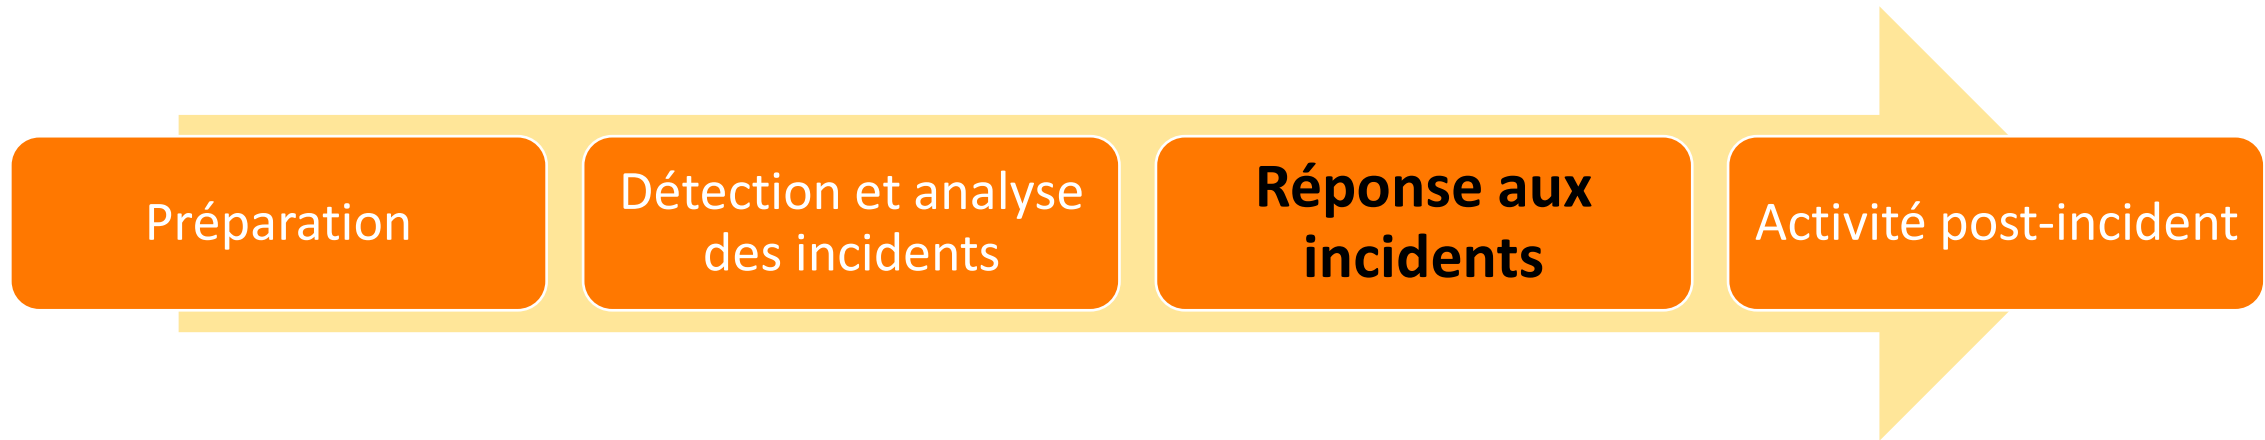 Préparation
Détection et analyse
des incidents
Réponse aux
incidents
Activité post-incident